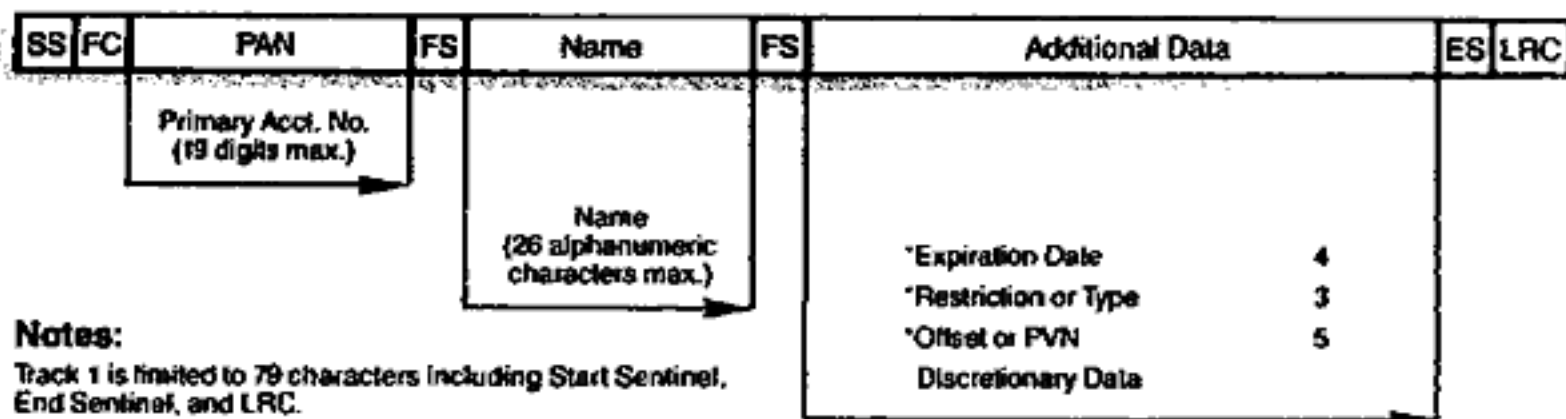 SS FC PAN FS Name FS Additional Data ES LRC
Primary Acct. No.
(19 digits max.)
Name
(26 alphanumeric
characters max.)
*Expiration Date 4
*Restriction or Type 3
*Offset or PVN 5
Discretionary Data
Notes:
Track 1 is limited to 79 characters including Start Sentinel,
End Sentinel, and LRC.